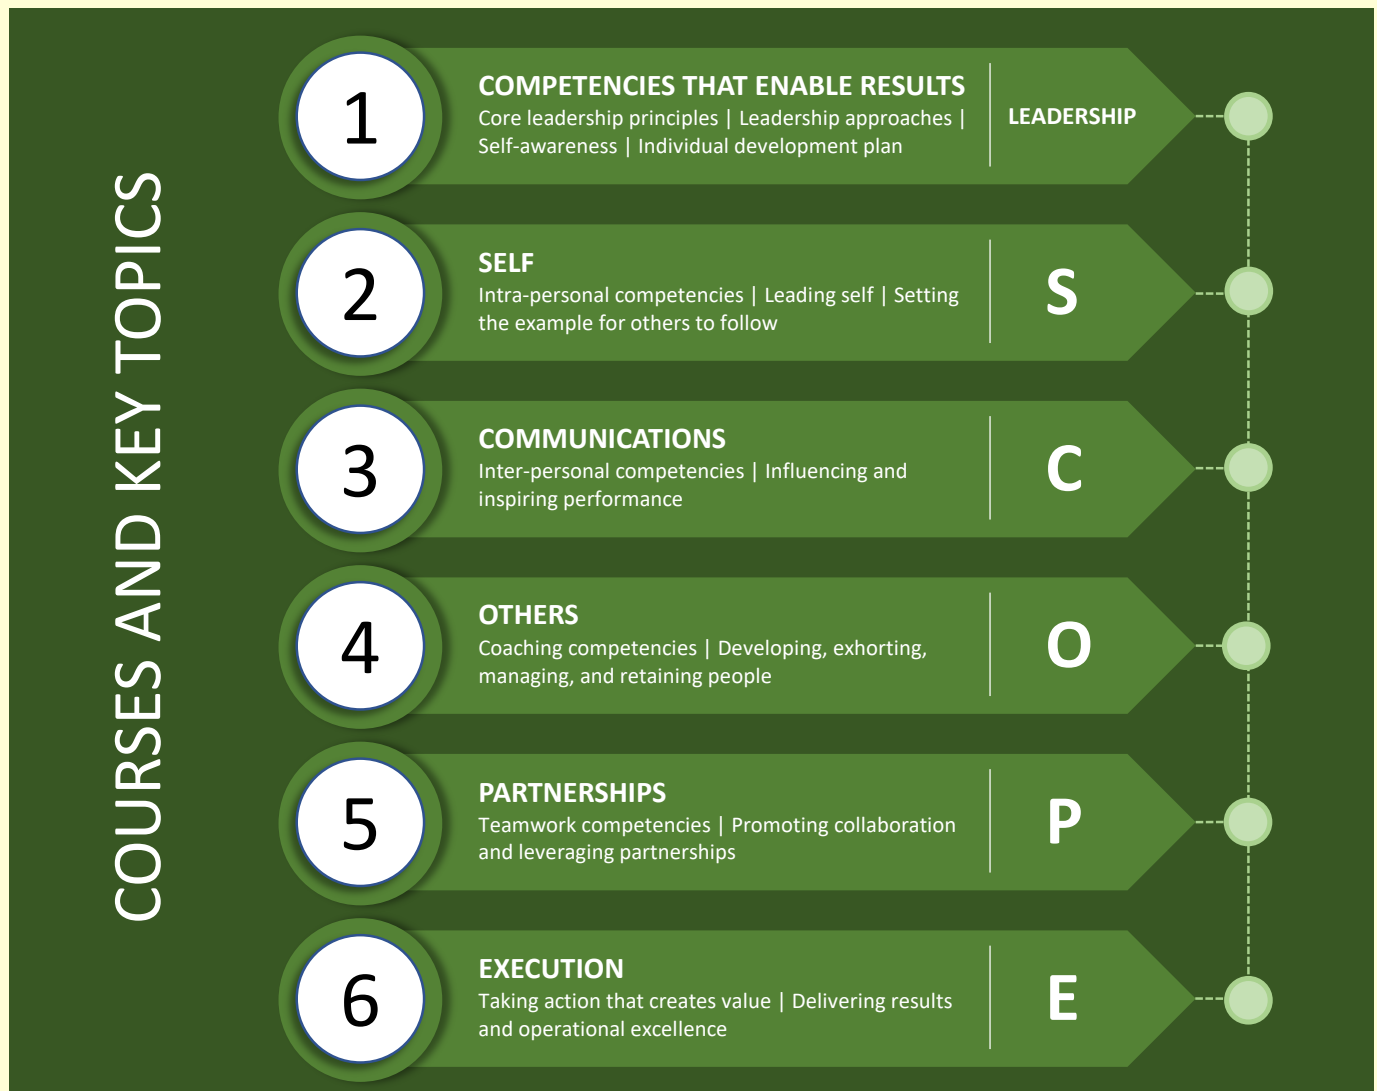 COURSES AND KEY TOPICS
1
COMPETENCIES THAT ENABLE RESULTS
Core leadership principles | Leadership approaches |
Self-awareness | Individual development plan
LEADERSHIP
2
SELF
Intra-personal competencies | Leading self | Setting
the example for others to follow
S
3
COMMUNICATIONS
Inter-personal competencies | Influencing and
inspiring performance
C
4
OTHERS
Coaching competencies | Developing, exhorting,
managing, and retaining people
O
5
PARTNERSHIPS
Teamwork competencies | Promoting collaboration
and leveraging partnerships
P
6
EXECUTION
Taking action that creates value | Delivering results
and operational excellence
E